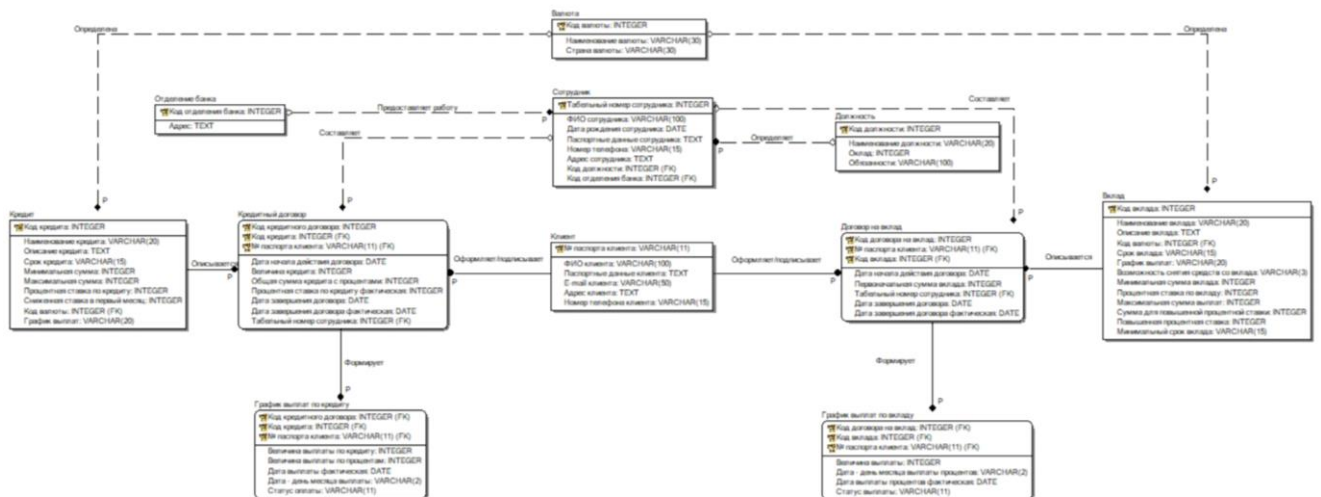 Валюта
Код валюты: INTEGER
Наименование валюты: VARCHAR(30)
Страна валюты: VARCHAR(30)
Определена
Определена
Отделение банка
Код отделения банка: INTEGER
Адрес: TEXT
Предоставляет работу
P
Сотрудник
Табельный номер сотрудника: INTEGER
ФИО сотрудника: VARCHAR(100)
Дата рождения сотрудника: DATE
Паспортные данные сотрудника: TEXT
Номер телефона: VARCHAR(15)
Адрес сотрудника: TEXT
Код должности: INTEGER (FK)
Код отделения банка: INTEGER (FK)
Составляет
Составляет
Определяет
P
Должность
Код должности: INTEGER
Наименование должности: VARCHAR(20)
Оклад: INTEGER
Обязанности: VARCHAR(100)
P
P
P
P
Кредит
Код кредита: INTEGER
Наименование кредита: VARCHAR(20)
Описание кредита: TEXT
Срок кредита: VARCHAR(15)
Минимальная сумма: INTEGER
Максимальная сумма: INTEGER
Процентная ставка по кредиту: INTEGER
Сниженная ставка в первый месяц: INTEGER
Код валюты: INTEGER (FK)
График выплат: VARCHAR(20)
Описывается
P
Кредитный договор
Код кредитного договора: INTEGER
Код кредита: INTEGER (FK)
№ паспорта клиента: VARCHAR(11) (FK)
Дата начала действия договора: DATE
Величина кредита: INTEGER
Общая сумма кредита с процентами: INTEGER
Процентная ставка по кредиту фактическая: INTEGER
Дата завершения договора: DATE
Дата завершения договора фактическая: DATE
Табельный номер сотрудника: INTEGER (FK)
Оформляет/подписывает
P
Клиент
№ паспорта клиента: VARCHAR(11)
ФИО клиента: VARCHAR(100)
Паспортные данные клиента: TEXT
E-mail клиента: VARCHAR(50)
Адрес клиента: TEXT
Номер телефона клиента: VARCHAR(15)
Оформляет/подписывает
P
Договор на вклад
Код договора на вклад: INTEGER
№ паспорта клиента: VARCHAR(11) (FK)
Код вклада: INTEGER (FK)
Дата начала действия договора: DATE
Первоначальная сумма вклада: INTEGER
Табельный номер сотрудника: INTEGER (FK)
Дата завершения договора: DATE
Дата завершения договора фактическая: DATE
Описывается
P
Вклад
Код вклада: INTEGER
Наименование вклада: VARCHAR(20)
Описание вклада: TEXT
Код валюты: INTEGER (FK)
Срок вклада: VARCHAR(15)
График выплат: VARCHAR(20)
Возможность снятия средств со вклада: VARCHAR(3)
Минимальная сумма вклада: INTEGER
Процентная ставка по вкладу: INTEGER
Максимальная сумма выплат: INTEGER
Сумма для повышенной процентной ставки: INTEGER
Повышенная процентная ставка: INTEGER
Минимальный срок вклада: VARCHAR(15)
Формирует
P
Формирует
P
График выплат по кредиту
Код кредитного договора: INTEGER (FK)
Код кредита: INTEGER (FK)
№ паспорта клиента: VARCHAR(11) (FK)
Величина выплаты по кредиту: INTEGER
Величина выплаты по процентам: INTEGER
Дата выплаты фактическая: DATE
Дата - день месяца выплаты: VARCHAR(2)
Статус оплаты: VARCHAR(11)
График выплат по вкладу
Код договора на вклад: INTEGER (FK)
Код вклада: INTEGER (FK)
№ паспорта клиента: VARCHAR(11) (FK)
Величина выплаты: INTEGER
Дата - день месяца выплаты процентов: VARCHAR(2)
Дата выплаты процентов фактическая: DATE
Статус выплаты: VARCHAR(11)